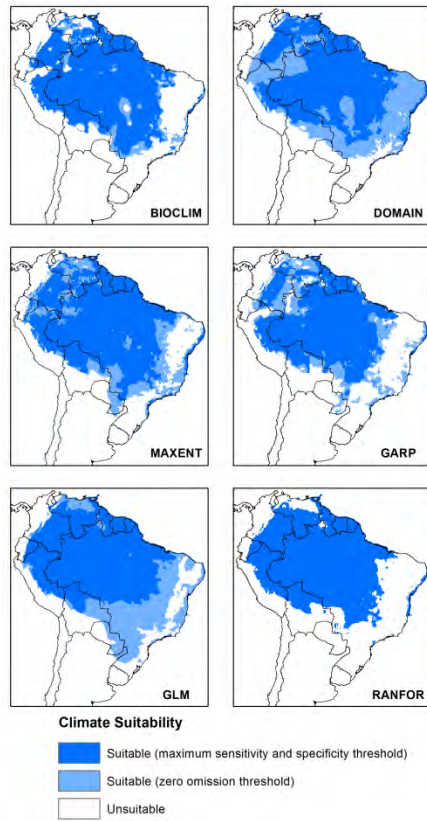 BIOCLIM
DOMAIN
MAXENT
GARP
GLM
RANFOR
Climate Suitability
Suitable (maximum sensitivity and specificity threshold)
Suitable (zero omission threshold)
Unsuitable